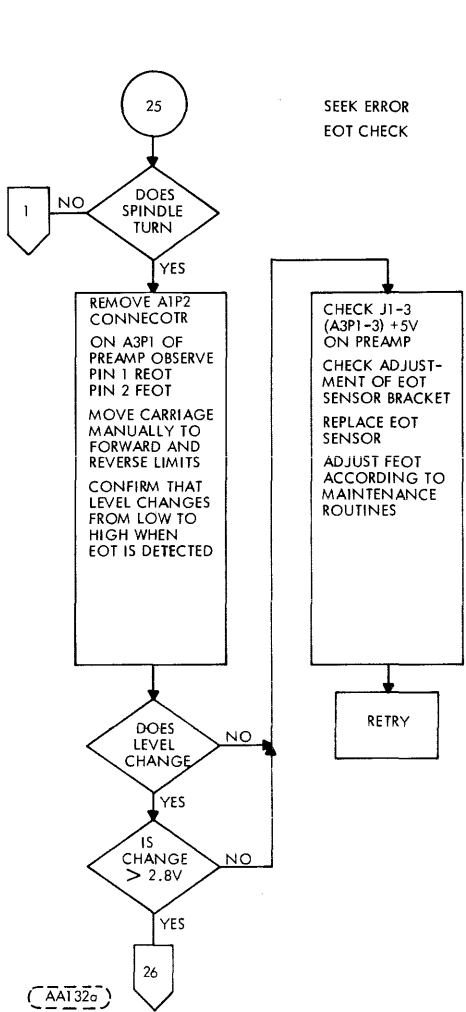 25
SEEK ERROR
EOT CHECK
1
NO
DOES
SPINDLE
TURN
YES
REMOVE A1P2
CONNECOTR
ON A3P1 OF
PREAMP OBSERVE
PIN 1 REOT
PIN 2 FEOT
MOVE CARRIAGE
MANUALLY TO
FORWARD AND
REVERSE LIMITS
CONFIRM THAT
LEVEL CHANGES
FROM LOW TO
HIGH WHEN
EOT IS DETECTED
CHECK J1-3
(A3P1-3) +5V
ON PREAMP
CHECK ADJUST-
MENT OF EOT
SENSOR BRACKET
REPLACE EOT
SENSOR
ADJUST FEOT
ACCORDING TO
MAINTENANCE
ROUTINES
RETRY
DOES
LEVEL
CHANGE
NO
YES
IS
CHANGE
> 2.8V
NO
YES
26
AA132a